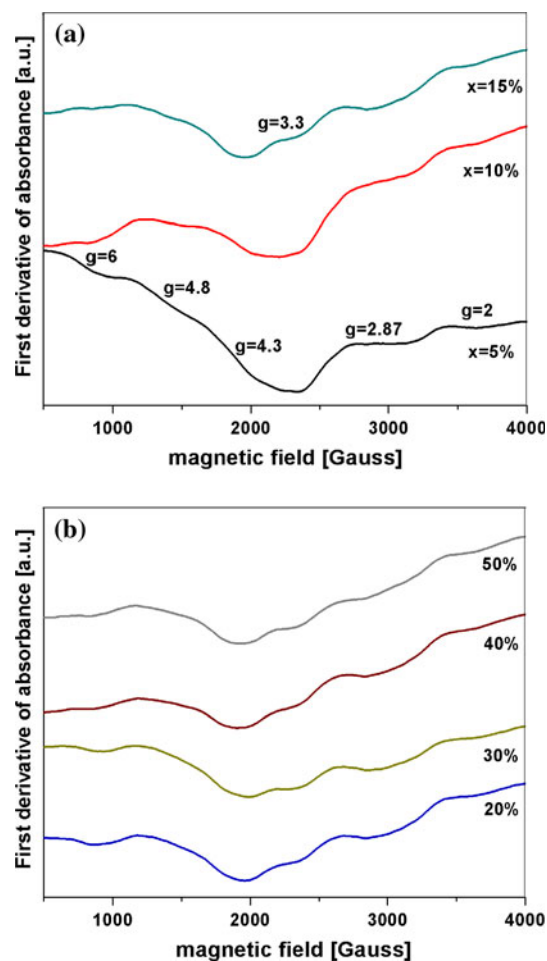 (a)
First derivative of absorbance [a.u.]
x=15%
g=3.3
x=10%
g=6
g=4.8
g=4.3
g=2.87
g=2
x=5%
1000 2000 3000 4000
magnetic field [Gauss]
(b)
First derivative of absorbance [a.u.]
50%
40%
30%
20%
1000 2000 3000 4000
magnetic field [Gauss]